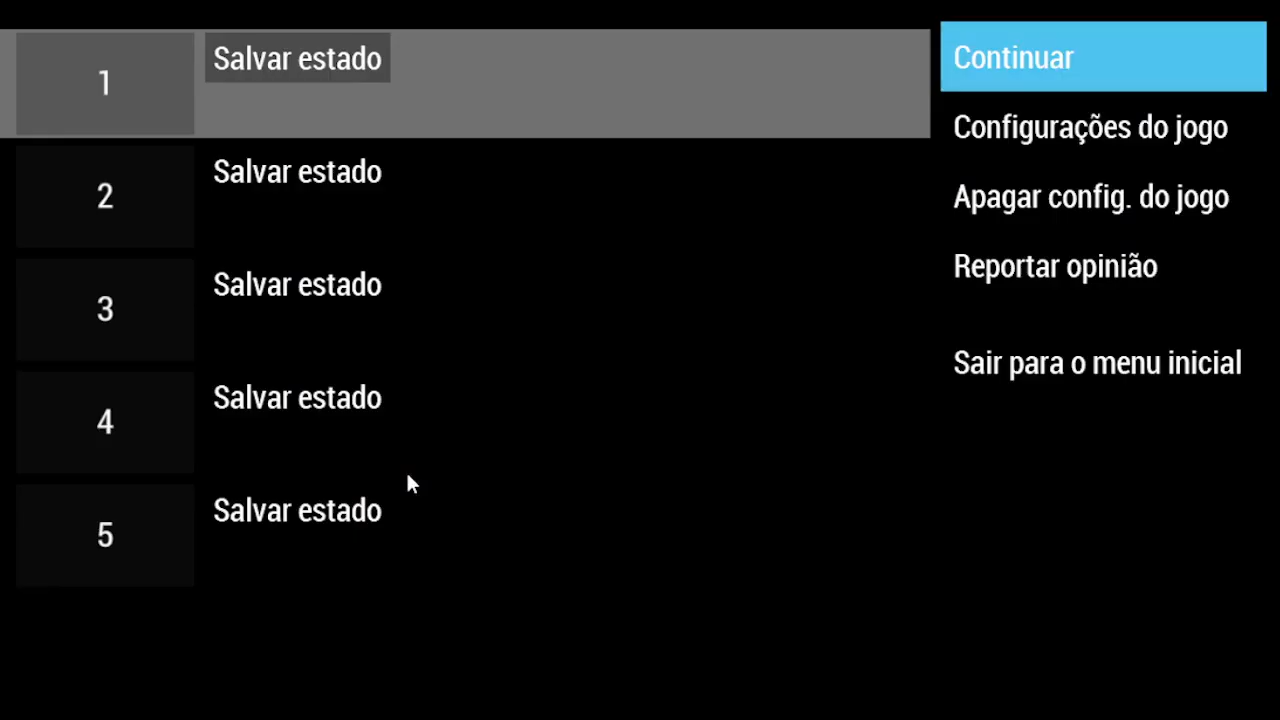 1
Salvar estado
2
Salvar estado
3
Salvar estado
4
Salvar estado
5
Salvar estado
Continuar
Configurações do jogo
Apagar config. do jogo
Reportar opinião
Sair para o menu inicial